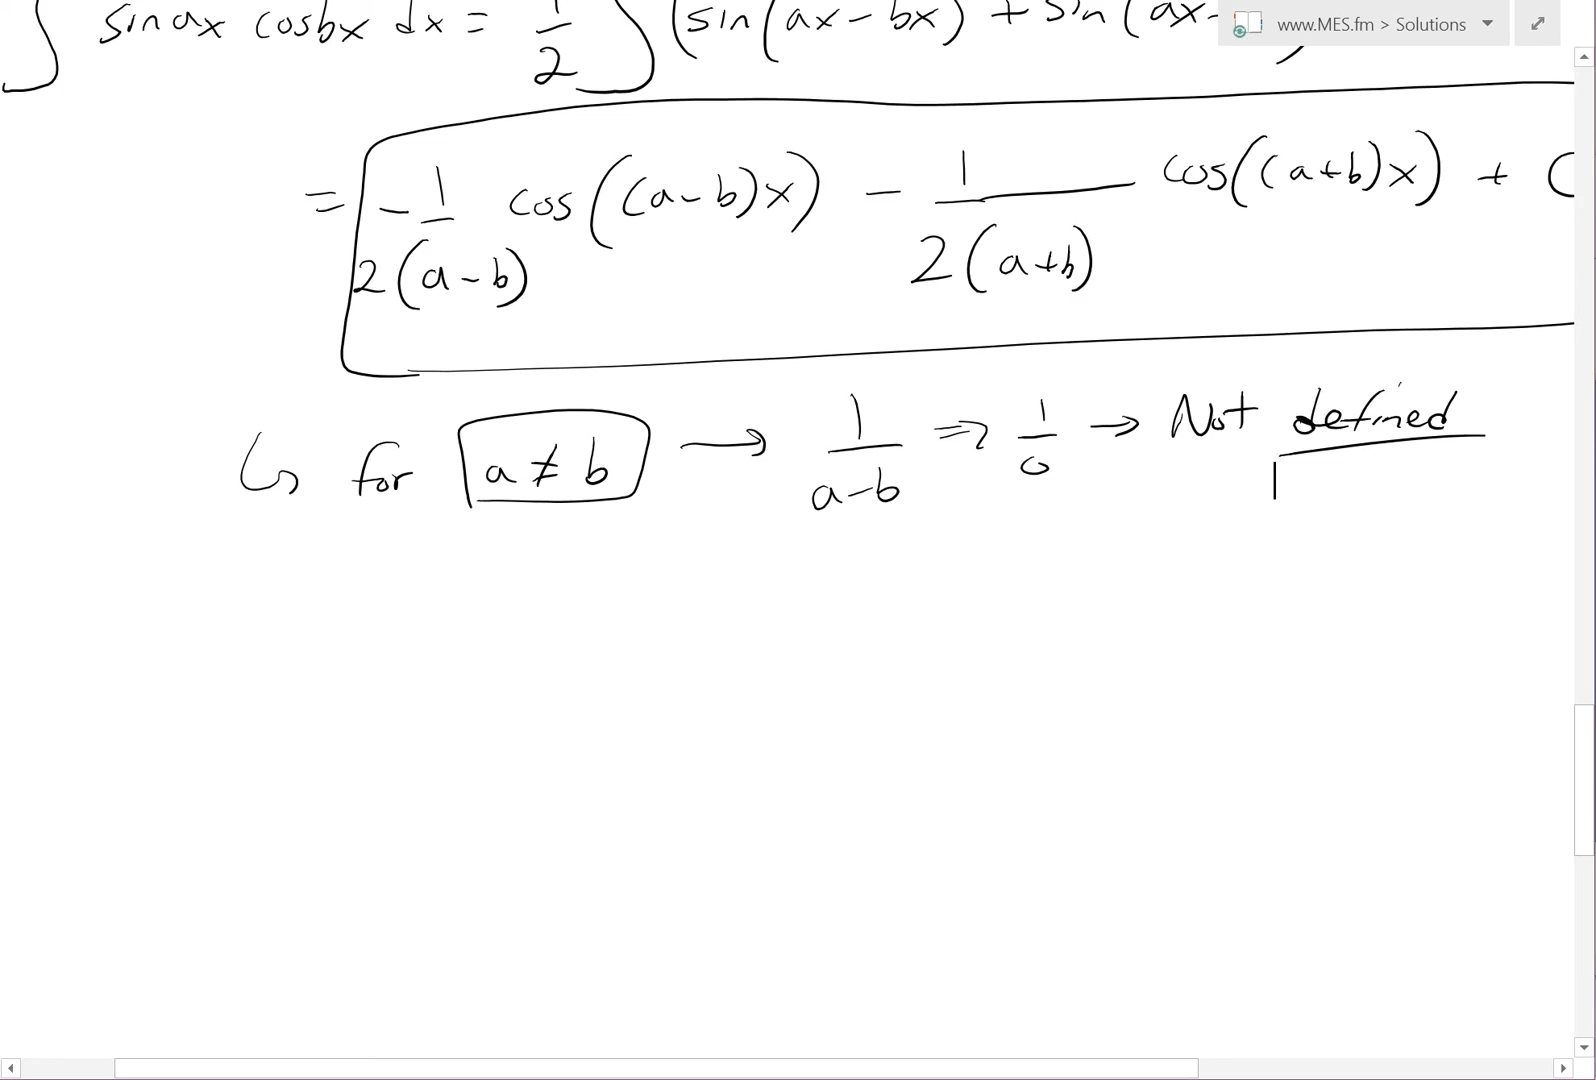 ∫ sin ax cos bx dx = 1/2 ∫ (sin(ax - bx) + sin(ax-
www.MES.fm > Solutions
= -1/2(a-b) cos((a-b)x) - 1/2(a+b) cos((a+b)x) + C
↳ for a ≠ b → 1/a-b => 1/0 → Not defined